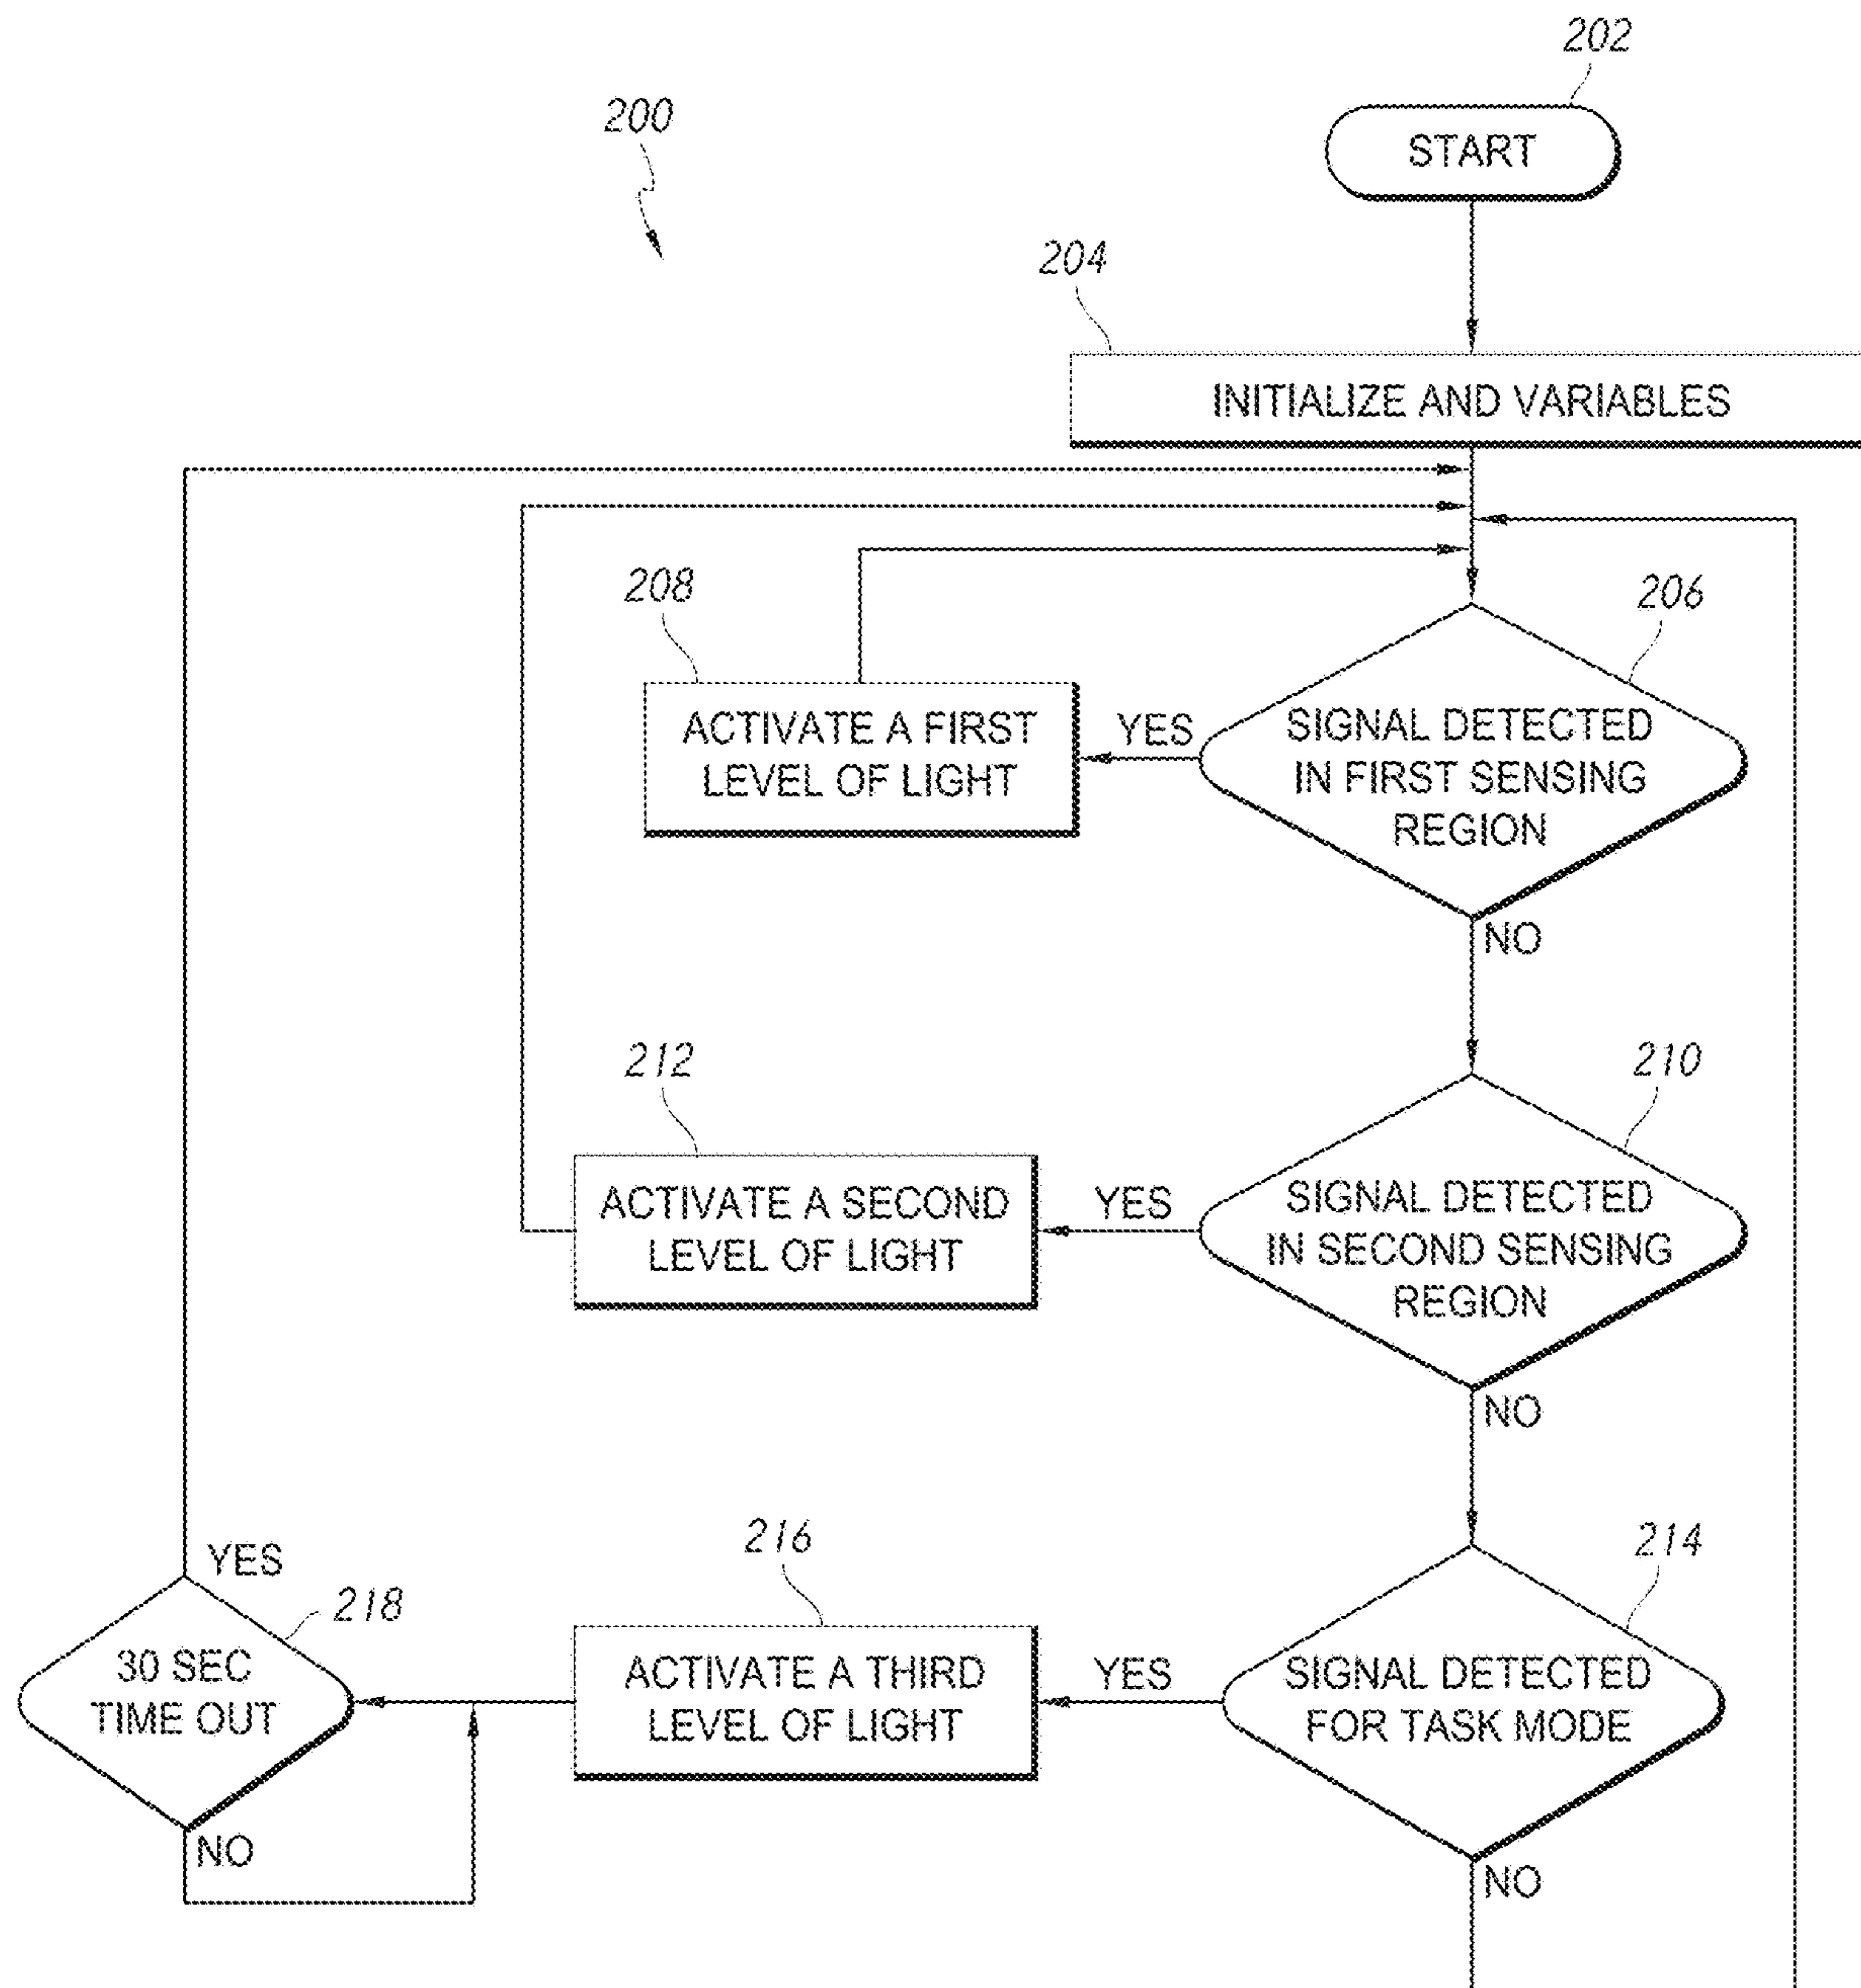 202
200
START
204
INITIALIZE AND VARIABLES
208
206
ACTIVATE A FIRST
LEVEL OF LIGHT
YES
SIGNAL DETECTED
IN FIRST SENSING
REGION
NO
212
210
ACTIVATE A SECOND
LEVEL OF LIGHT
YES
SIGNAL DETECTED
IN SECOND SENSING
REGION
NO
216
214
YES
218
30 SEC
TIME OUT
NO
ACTIVATE A THIRD
LEVEL OF LIGHT
YES
SIGNAL DETECTED
FOR TASK MODE
NO